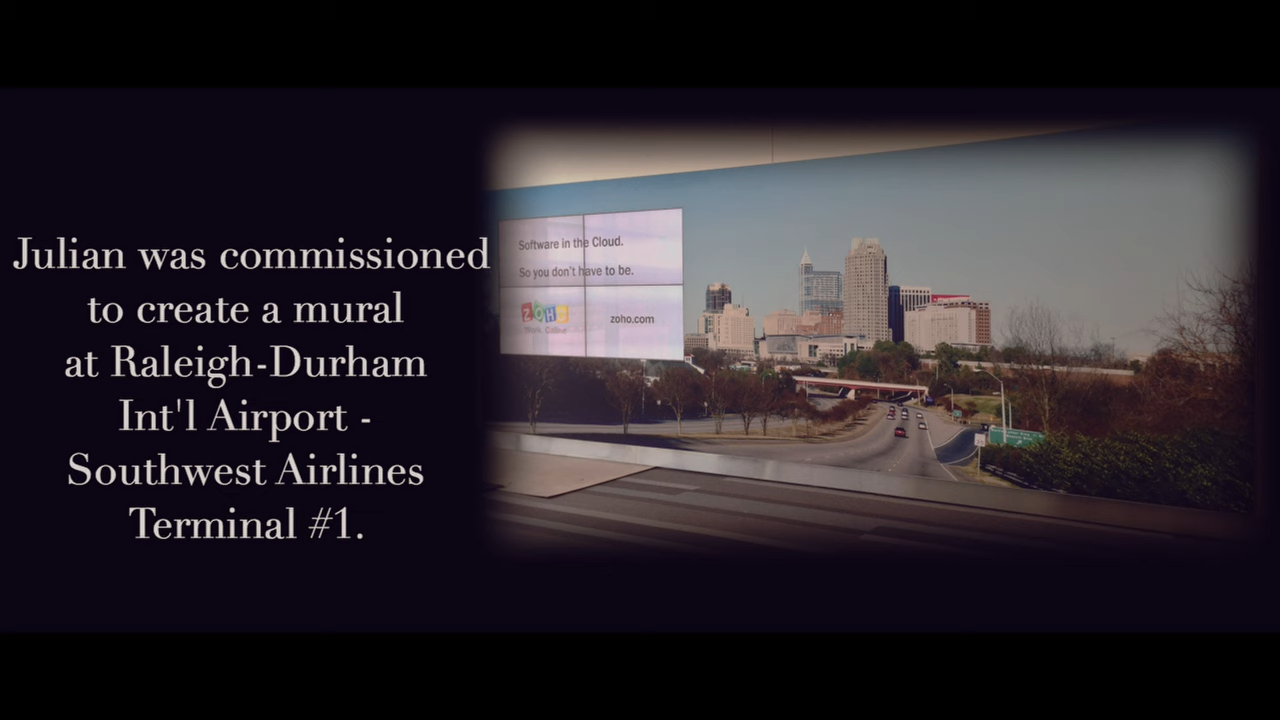 Julian was commissioned
to create a mural
at Raleigh-Durham
Int'l Airport -
Southwest Airlines
Terminal #1.
Software in the Cloud.
So you don't have to be.
ZOHO
zoho.com